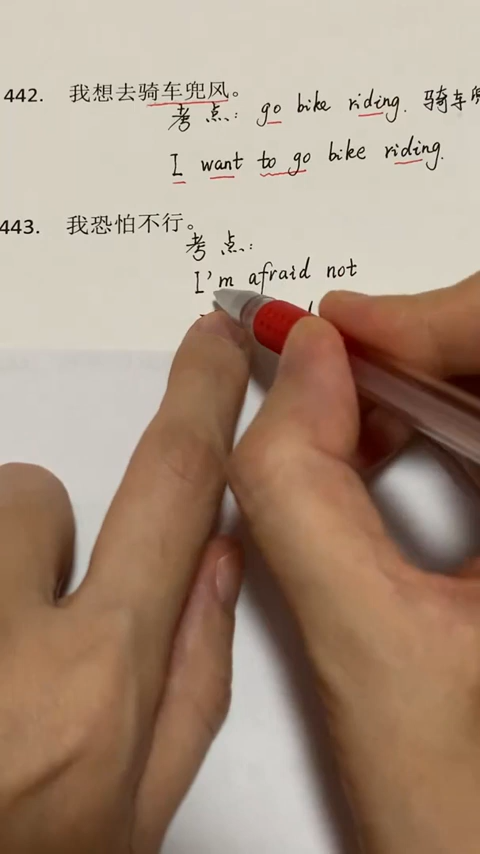 442. 我想去骑车兜风。
考点: go bike riding. 骑车
I want to go bike riding.
443. 我恐怕不行。
考点:
I'm afraid not